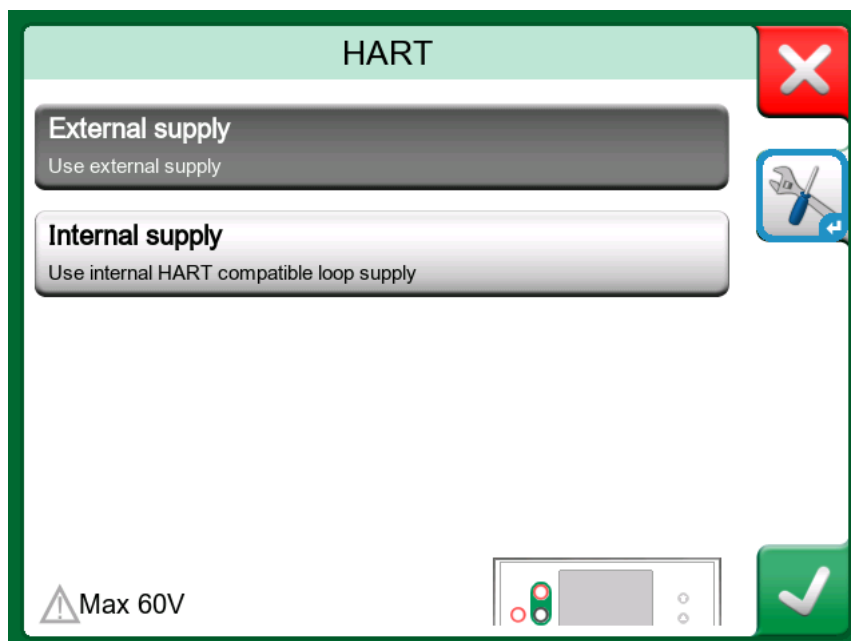 HART
External supply
Use external supply
Internal supply
Use internal HART compatible loop supply
Max 60V